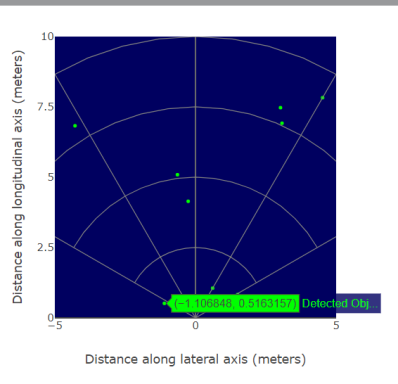 Distance along longitudinal axis (meters)
10
7.5
5
2.5
0
(−1.106848, 0.5163157) Detected Obj...
−5 0 5
Distance along lateral axis (meters)